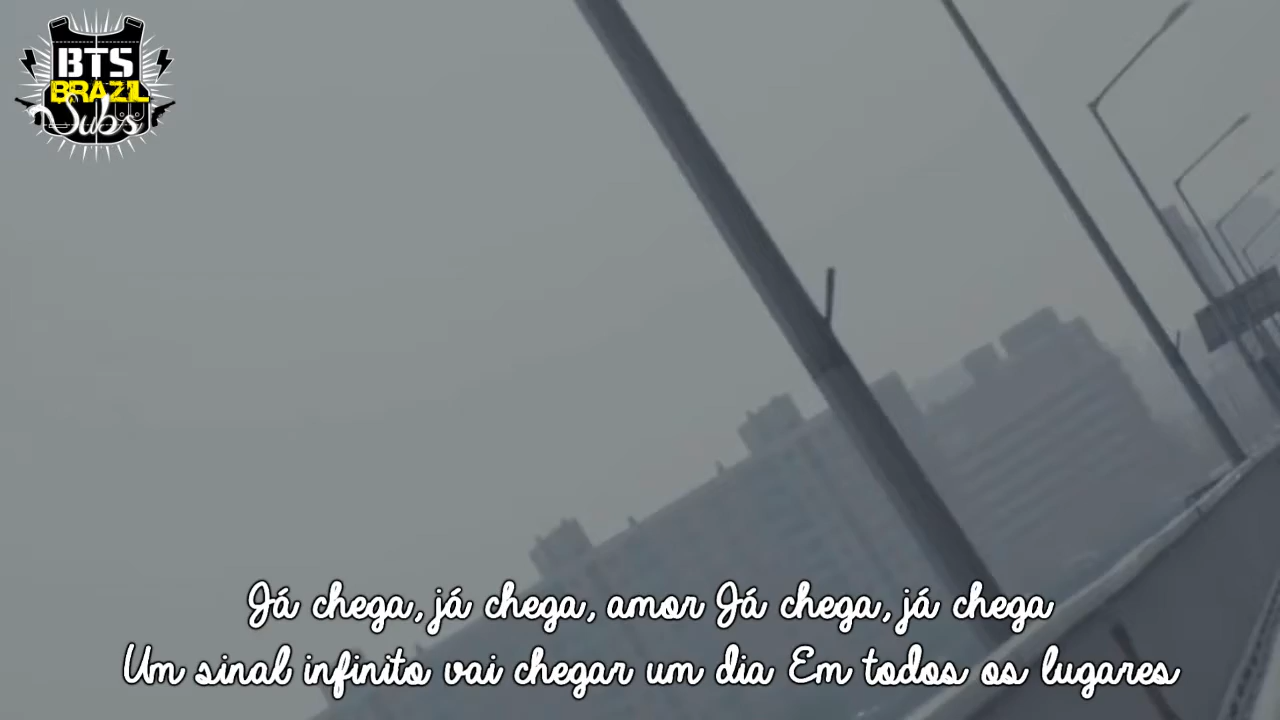 BTS
BRAZIL
Subs
Já chega, já chega, amor Já chega, já chega
Um sinal infinito vai chegar um dia Em todos os lugares